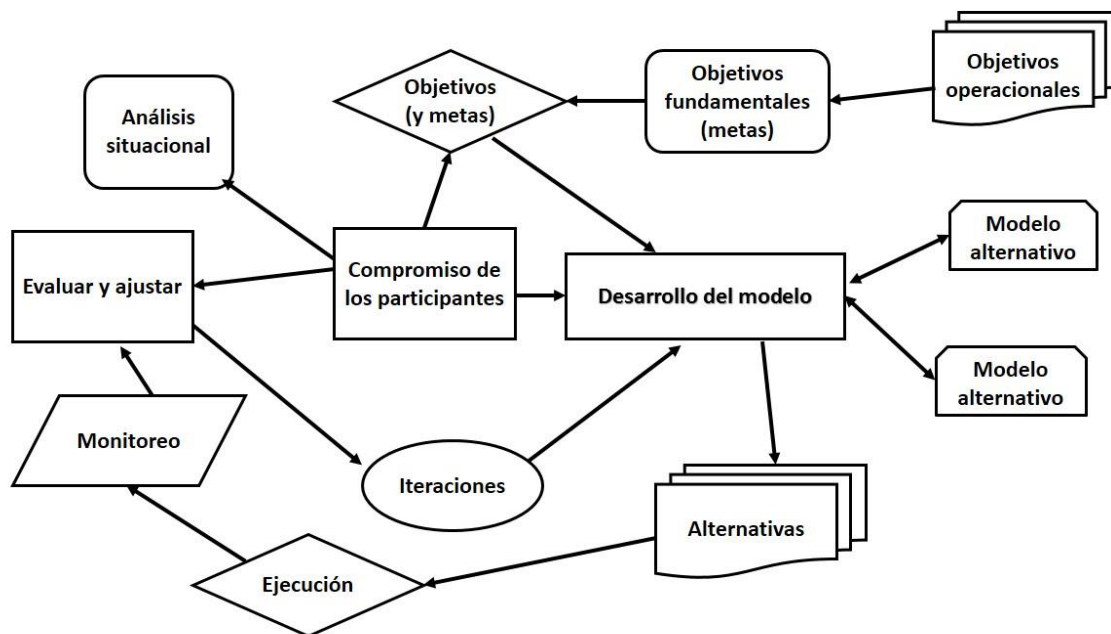 Objetivos
operacionales
Objetivos
fundamentales
(metas)
Objetivos
(y metas)
Análisis
situacional
Modelo
alternativo
Compromiso de
los participantes
Evaluar y ajustar
Desarrollo del modelo
Modelo
alternativo
Monitoreo
Iteraciones
Alternativas
Ejecución